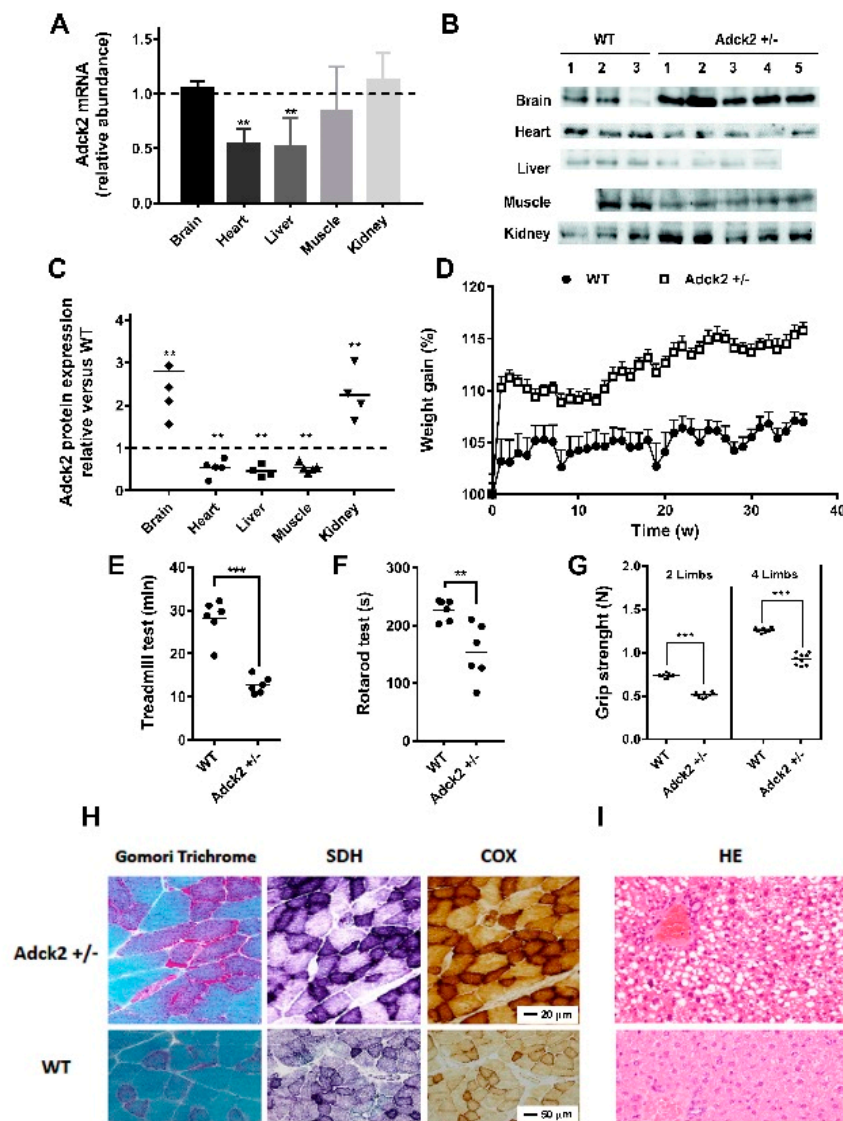 A
Adck2 mRNA
(relative abundance)
1.5
1.0
0.5
0.0
**
**
Brain
Heart
Liver
Muscle
Kidney
B
WT
Adck2 +/-
1 2 3 1 2 3 4 5
Brain
Heart
Liver
Muscle
Kidney
C
Adck2 protein expression
relative versus WT
4
3
2
1
0
**
**
**
**
**
Brain
Heart
Liver
Muscle
Kidney
D
WT
Adck2 +/-
Weight gain (%)
120
115
110
105
100
0
10
20
30
40
Time (w)
E
Treadmill test (min)
40
30
20
10
0
***
WT
Adck2 +/-
F
Rotarod test (s)
300
200
100
0
**
WT
Adck2 +/-
G
Grip strenght (N)
2.0
1.5
1.0
0.5
0.0
2 Limbs
4 Limbs
***
***
WT
Adck2 +/-
WT
Adck2 +/-
H
Gomori Trichrome
SDH
COX
I
HE
Adck2 +/-
20 µm
WT
50 µm